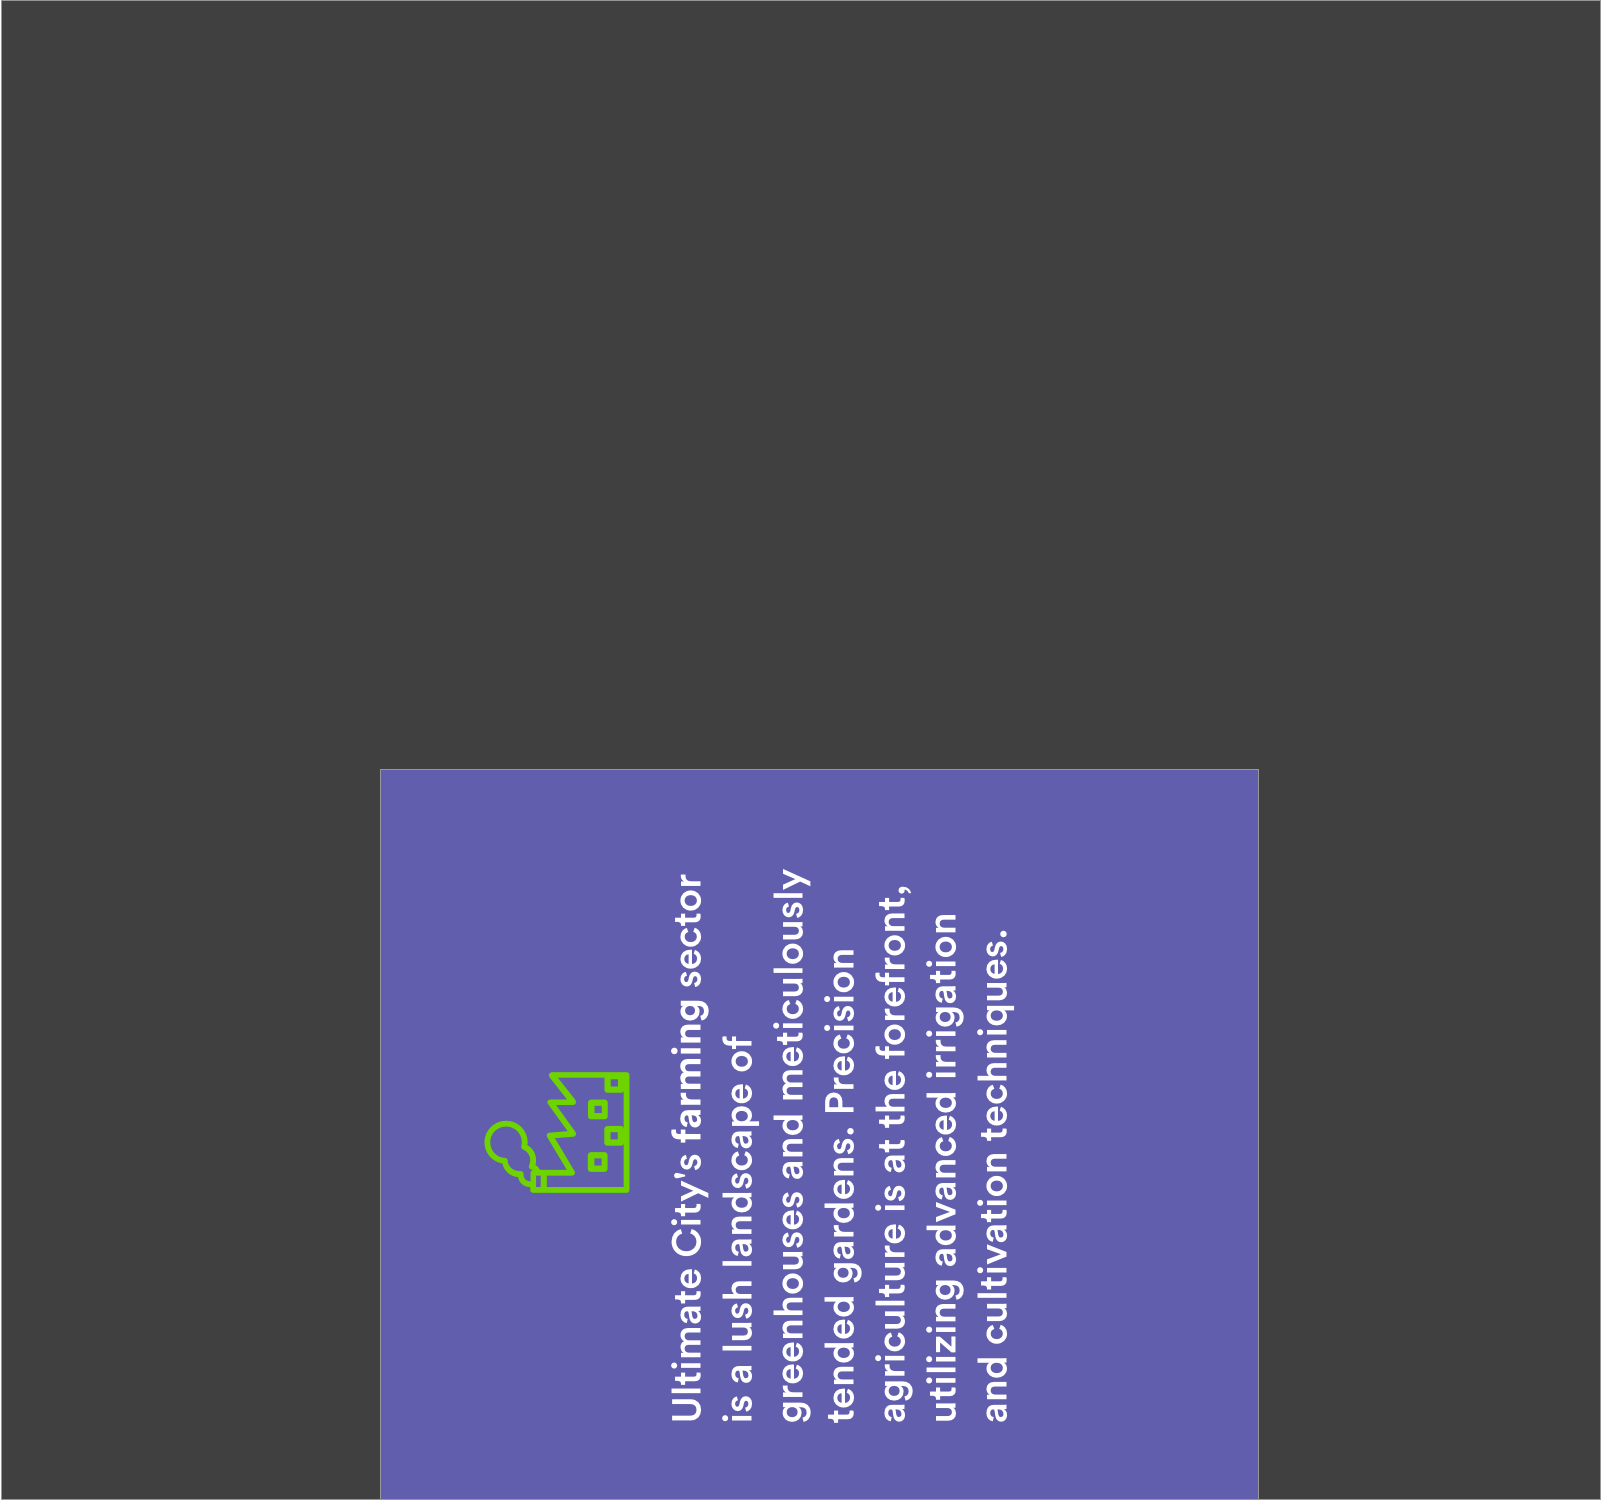 Ultimate City's farming sector
is a lush landscape of
greenhouses and meticulously
tended gardens. Precision
agriculture is at the forefront,
utilizing advanced irrigation
and cultivation techniques.